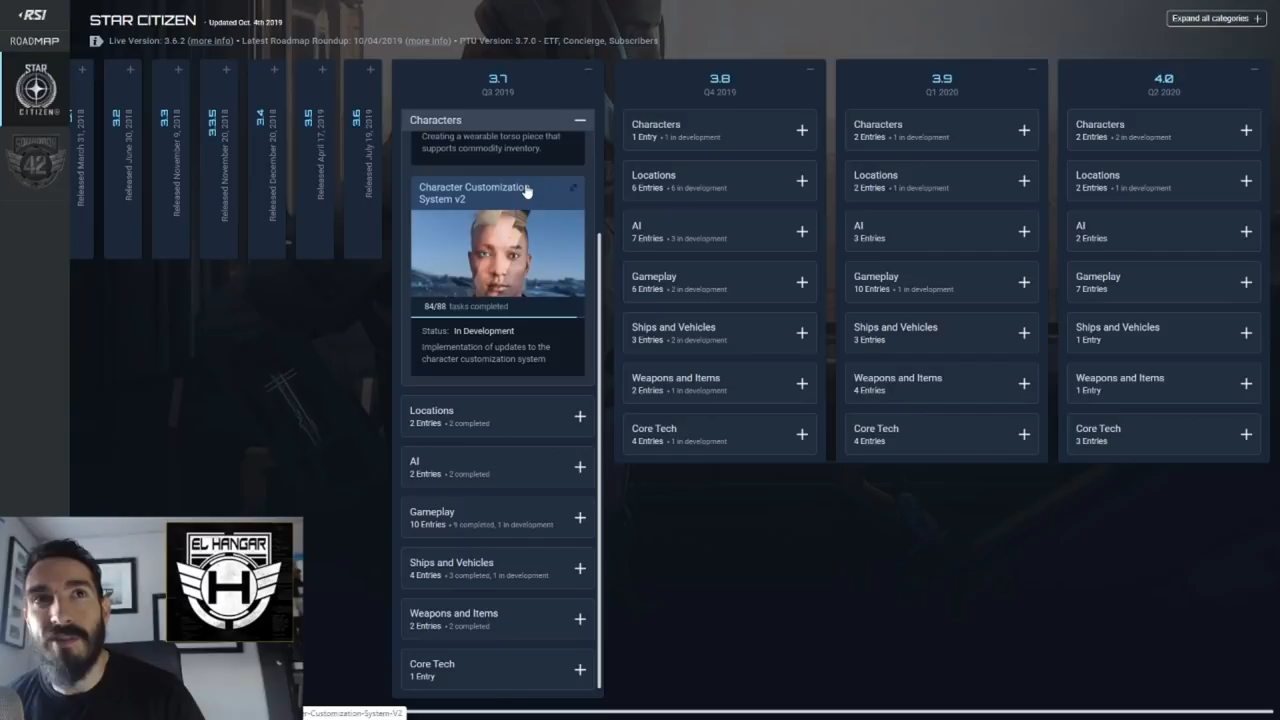 RSI
ROADMAP
STAR CITIZEN
SQUADRON 42
STAR CITIZEN • Updated Oct. 4th 2019
Live Version: 3.6.2 (more info) • Latest Roadmap Roundup: 10/04/2019 (more info) • PTU Version: 3.7.0 - ETF, Concierge, Subscribers
Expand all categories +
Released March 31, 2018
3.2 Released June 30, 2018
3.3 Released November 9, 2018
3.3.5 Released November 20, 2018
3.4 Released December 20, 2018
3.5 Released April 17, 2019
3.6 Released July 19, 2019
3.7
Q3 2019
Characters
Creating a wearable torso piece that
supports commodity inventory.
Character Customization
System v2
84/88 tasks completed
Status: In Development
Implementation of updates to the
character customization system
Locations
2 Entries • 2 completed
AI
2 Entries • 2 completed
Gameplay
10 Entries • 9 completed, 1 in development
Ships and Vehicles
4 Entries • 3 completed, 1 in development
Weapons and Items
2 Entries • 2 completed
Core Tech
1 Entry
3.8
Q4 2019
Characters
1 Entry • 1 in development
Locations
6 Entries • 6 in development
AI
7 Entries • 3 in development
Gameplay
6 Entries • 2 in development
Ships and Vehicles
3 Entries • 2 in development
Weapons and Items
2 Entries • 1 in development
Core Tech
4 Entries • 1 in development
3.9
Q1 2020
Characters
2 Entries • 1 in development
Locations
2 Entries • 1 in development
AI
3 Entries
Gameplay
10 Entries • 1 in development
Ships and Vehicles
3 Entries
Weapons and Items
4 Entries
Core Tech
4 Entries
4.0
Q2 2020
Characters
2 Entries • 2 in development
Locations
2 Entries • 1 in development
AI
2 Entries
Gameplay
7 Entries
Ships and Vehicles
1 Entry
Weapons and Items
1 Entry
Core Tech
3 Entries
EL HANGAR
H
r-Customization-System-V2